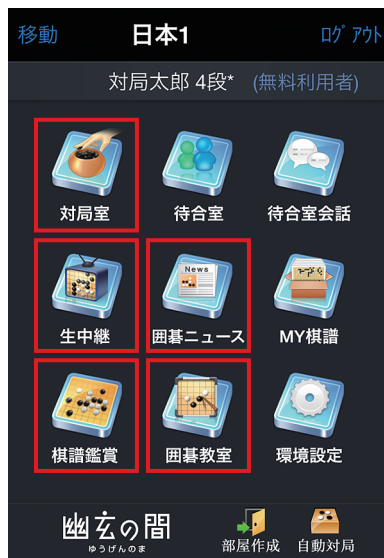 移動 日本1 ﾛｸﾞｱｳﾄ
対局太郎 4段* (無料利用者)
対局室 待合室 待合室会話
News
生中継 囲碁ニュース MY棋譜
棋譜鑑賞 囲碁教室 環境設定
幽玄の間
ゆうげんのま
部屋作成 自動対局